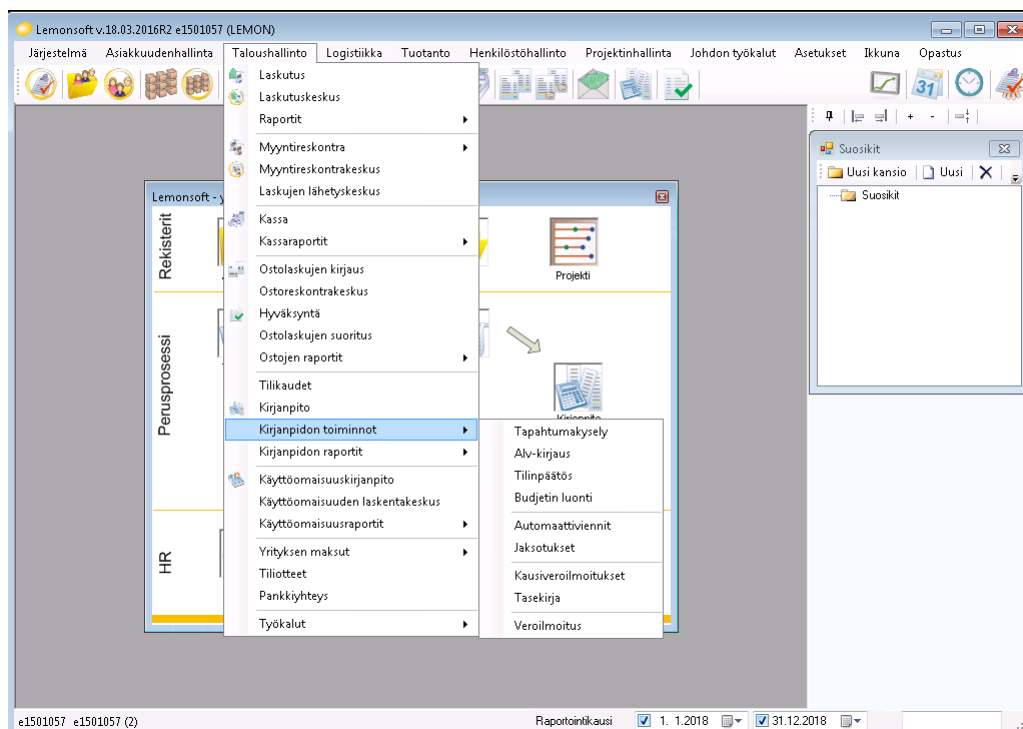 Lemonsoft v.18.03.2016R2 e1501057 (LEMON)
Järjestelmä Asiakkuudenhallinta Taloushallinto Logistiikka Tuotanto Henkilöstöhallinto Projektinhallinta Johdon työkalut Asetukset Ikkuna Opastus
31
Laskutus
Laskutuskeskus
Raportit
Myyntireskontra
Myyntireskontrakeskus
Laskujen lähetyskeskus
Kassa
Kassaraportit
Ostolaskujen kirjaus
Ostoreskontrakeskus
Hyväksyntä
Ostolaskujen suoritus
Ostojen raportit
Tilikaudet
Kirjanpito
Kirjanpidon toiminnot
Kirjanpidon raportit
Käyttöomaisuuskirjanpito
Käyttöomaisuuden laskentakeskus
Käyttöomaisuusraportit
Yrityksen maksut
Tiliotteet
Pankkiyhteys
Työkalut
Tapahtumakysely
Alv-kirjaus
Tilinpäätös
Budjetin luonti
Automaattiviennit
Jaksotukset
Kausiveroilmoitukset
Tasekirja
Veroilmoitus
Lemonsoft - y
Rekisterit
Projekti
Perusprosessi
Kirjanpito
HR
+ -
Suosikit
Uusi kansio Uusi
Suosikit
e1501057 e1501057 (2) Raportointikausi 1. 1.2018 31.12.2018